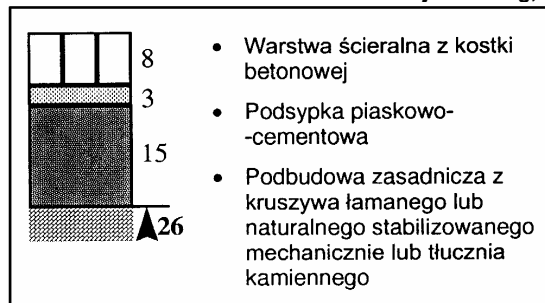 8
3
15
26
• Warstwa ścieralna z kostki
betonowej
• Podsypka piaskowo-
-cementowa
• Podbudowa zasadnicza z
kruszywa łamanego lub
naturalnego stabilizowanego
mechanicznie lub tłucznia
kamiennego